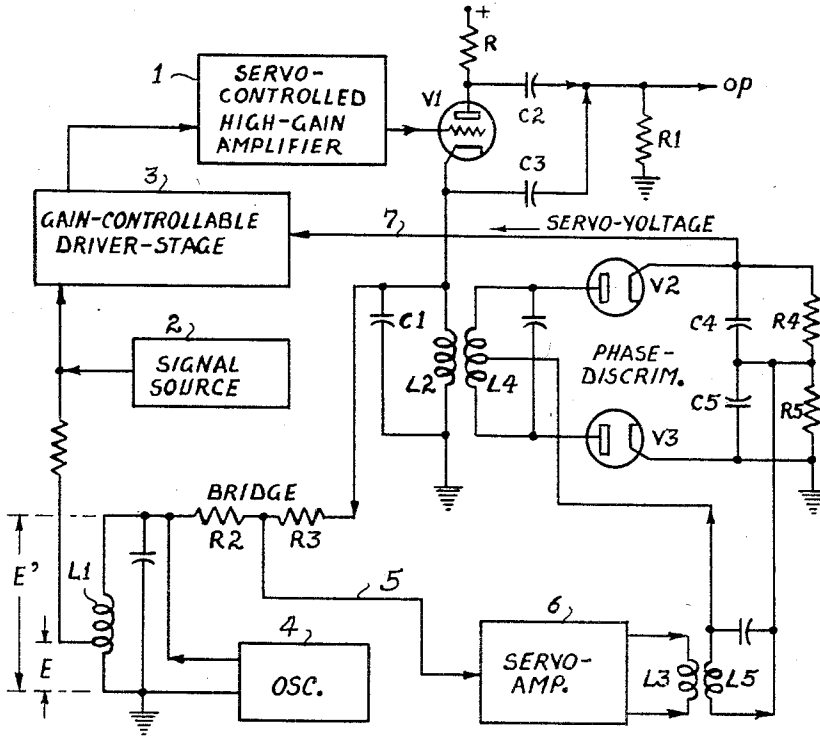 +
R
1
SERVO-
CONTROLLED
HIGH-GAIN
AMPLIFIER
V1
C2
op
R1
C3
3
GAIN-CONTROLLABLE
DRIVER-STAGE
7
SERVO-VOLTAGE
2
SIGNAL
SOURCE
C1
L2
L4
V2
PHASE-
DISCRIM.
V3
C4
R4
C5
R5
BRIDGE
R2
R3
E'
L1
E
4
OSC.
5
6
SERVO-
AMP.
L3
L5